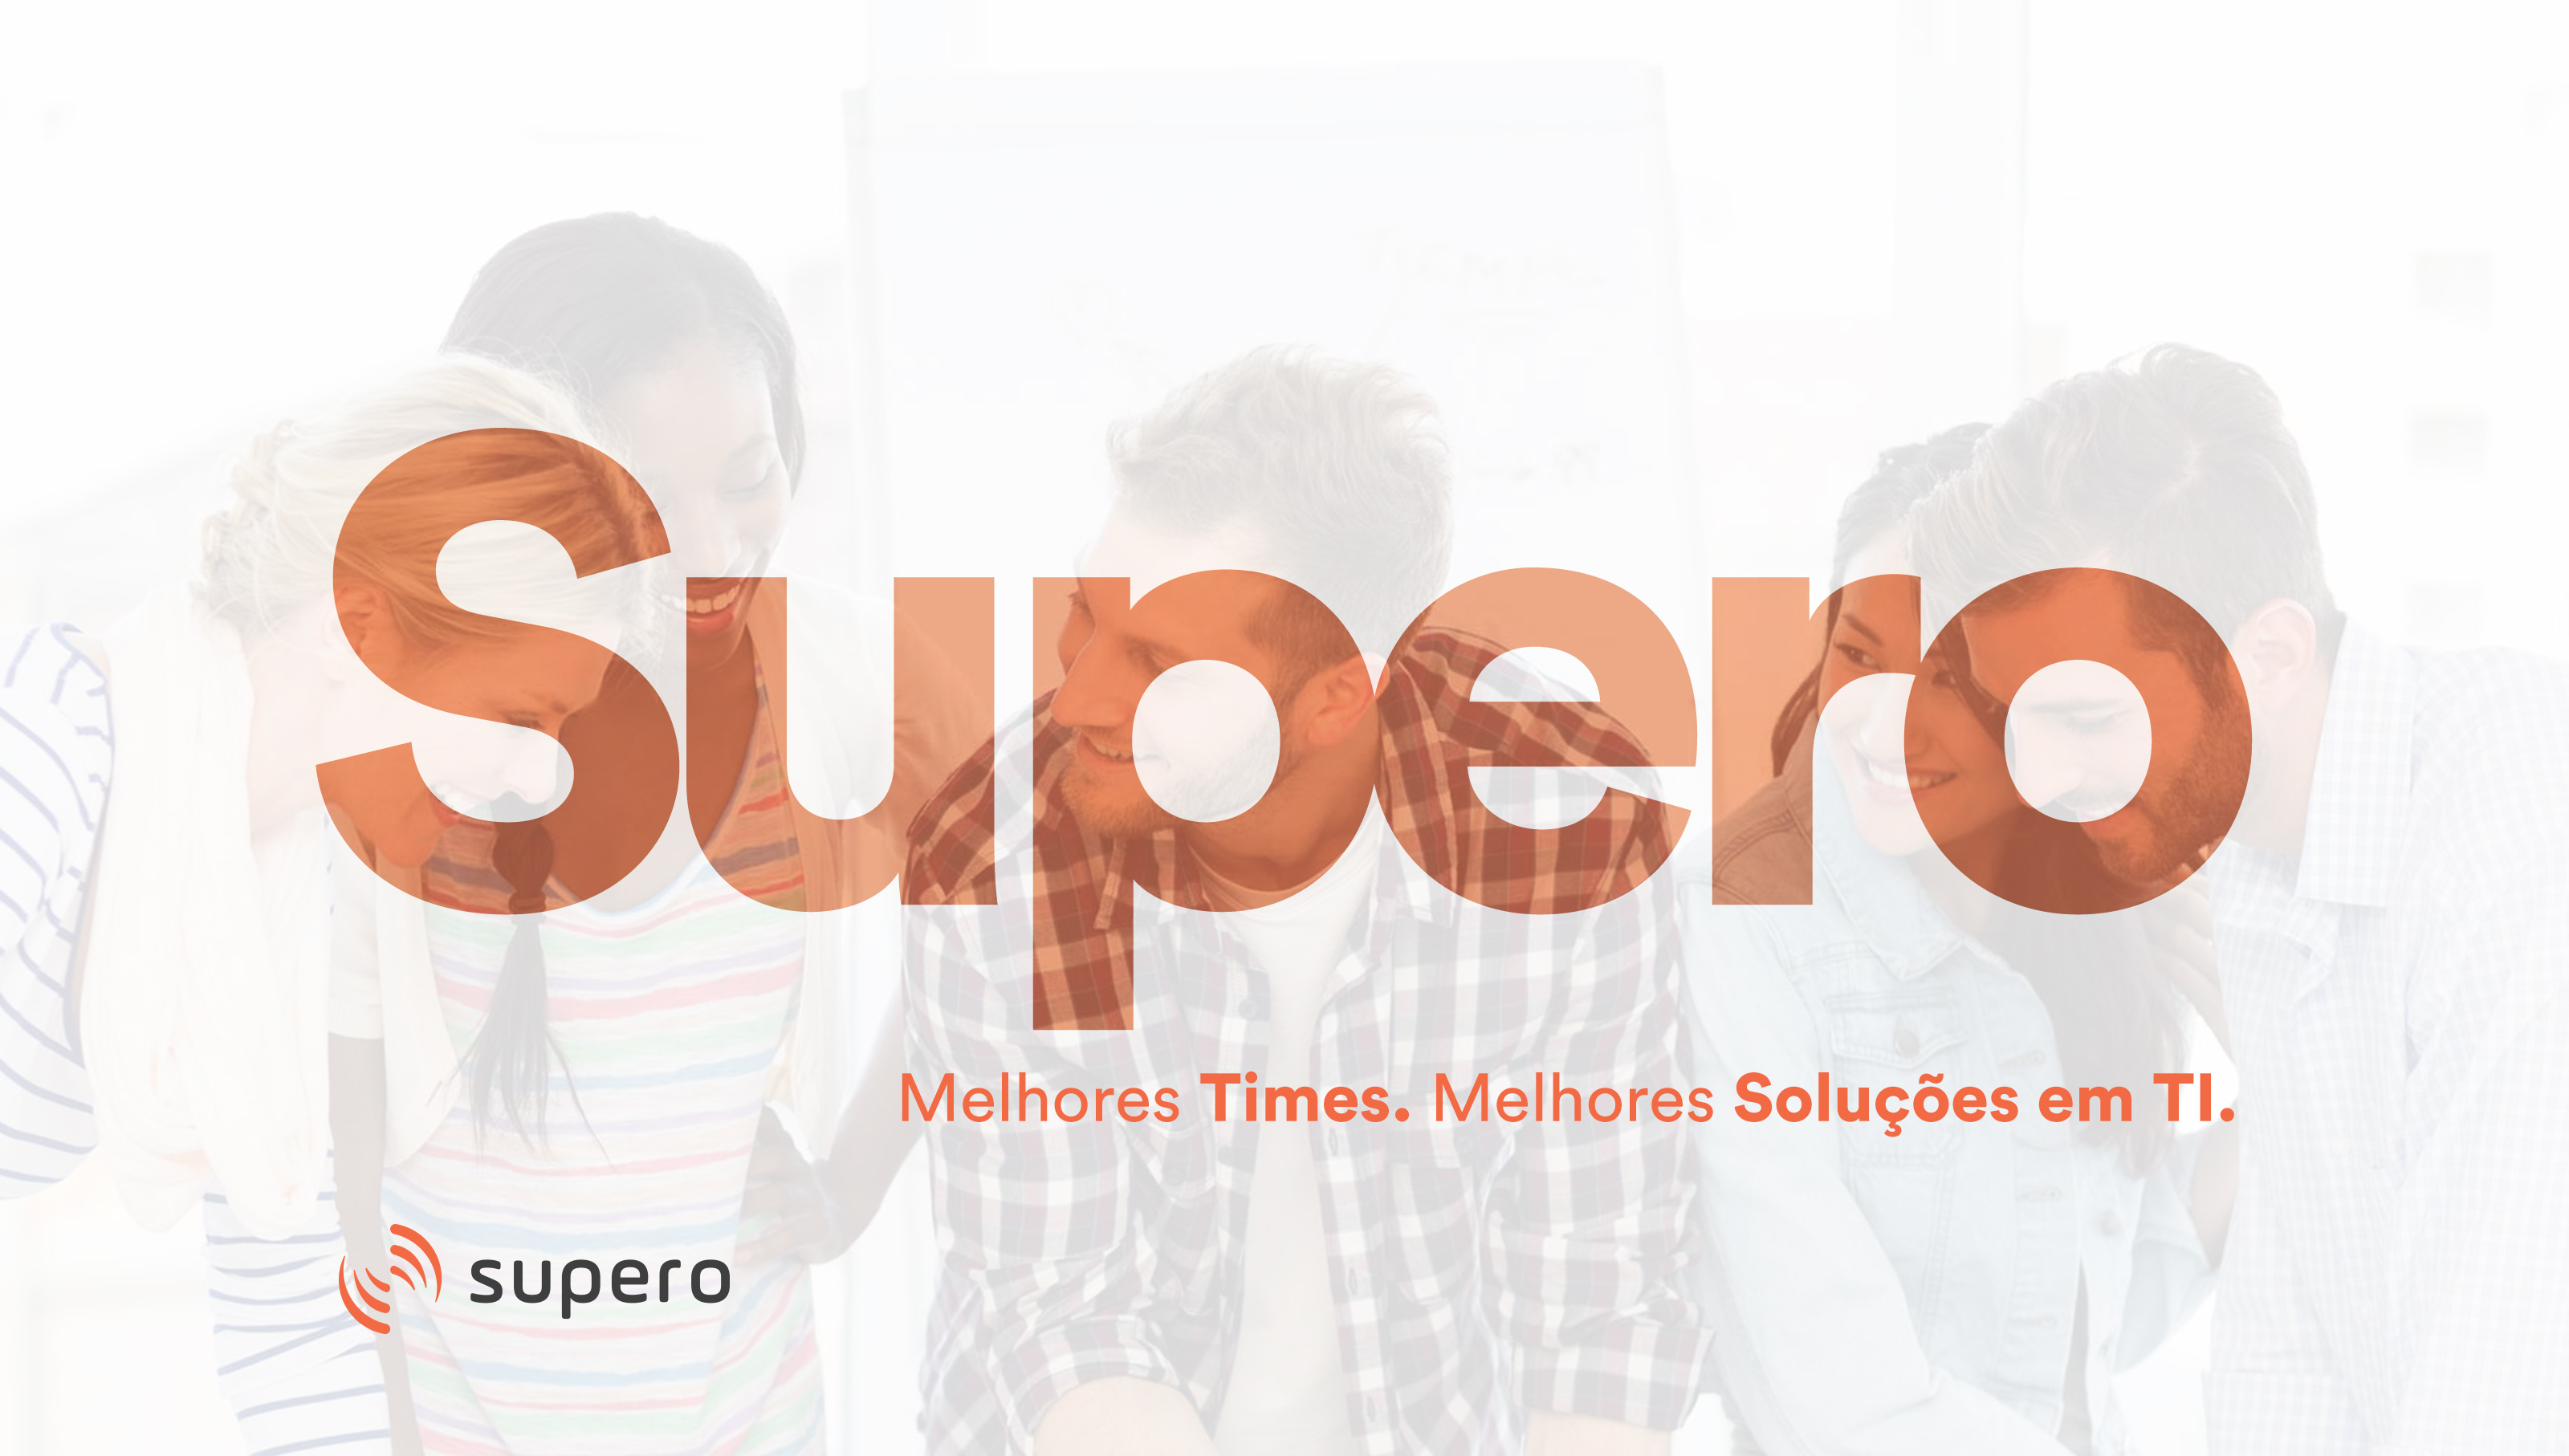 Supero
Melhores Times. Melhores Soluções em TI.
supero